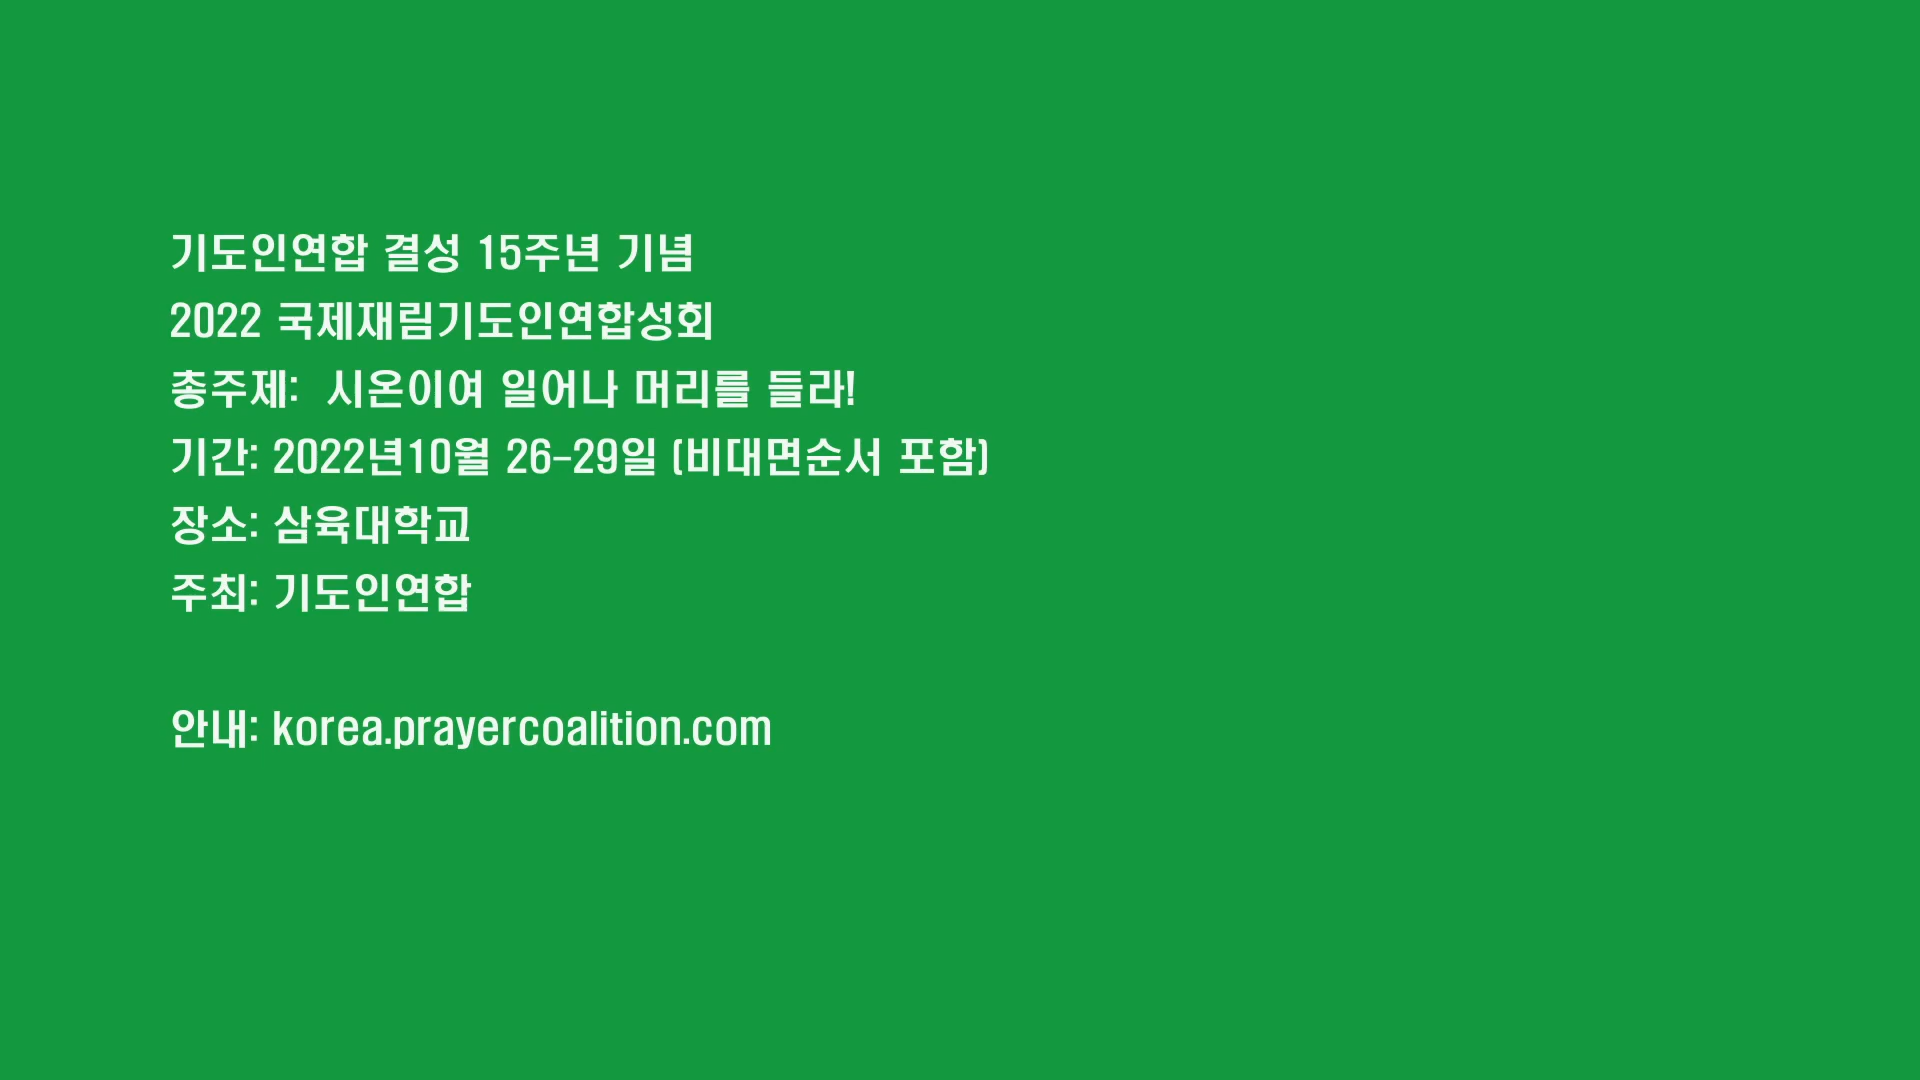 기도인연합 결성 15주년 기념
2022 국제재림기도인연합성회
총주제:  시온이여 일어나 머리를 들라!
기간: 2022년10월 26-29일 (비대면순서 포함)
장소: 삼육대학교
주최: 기도인연합
안내: korea.prayercoalition.com